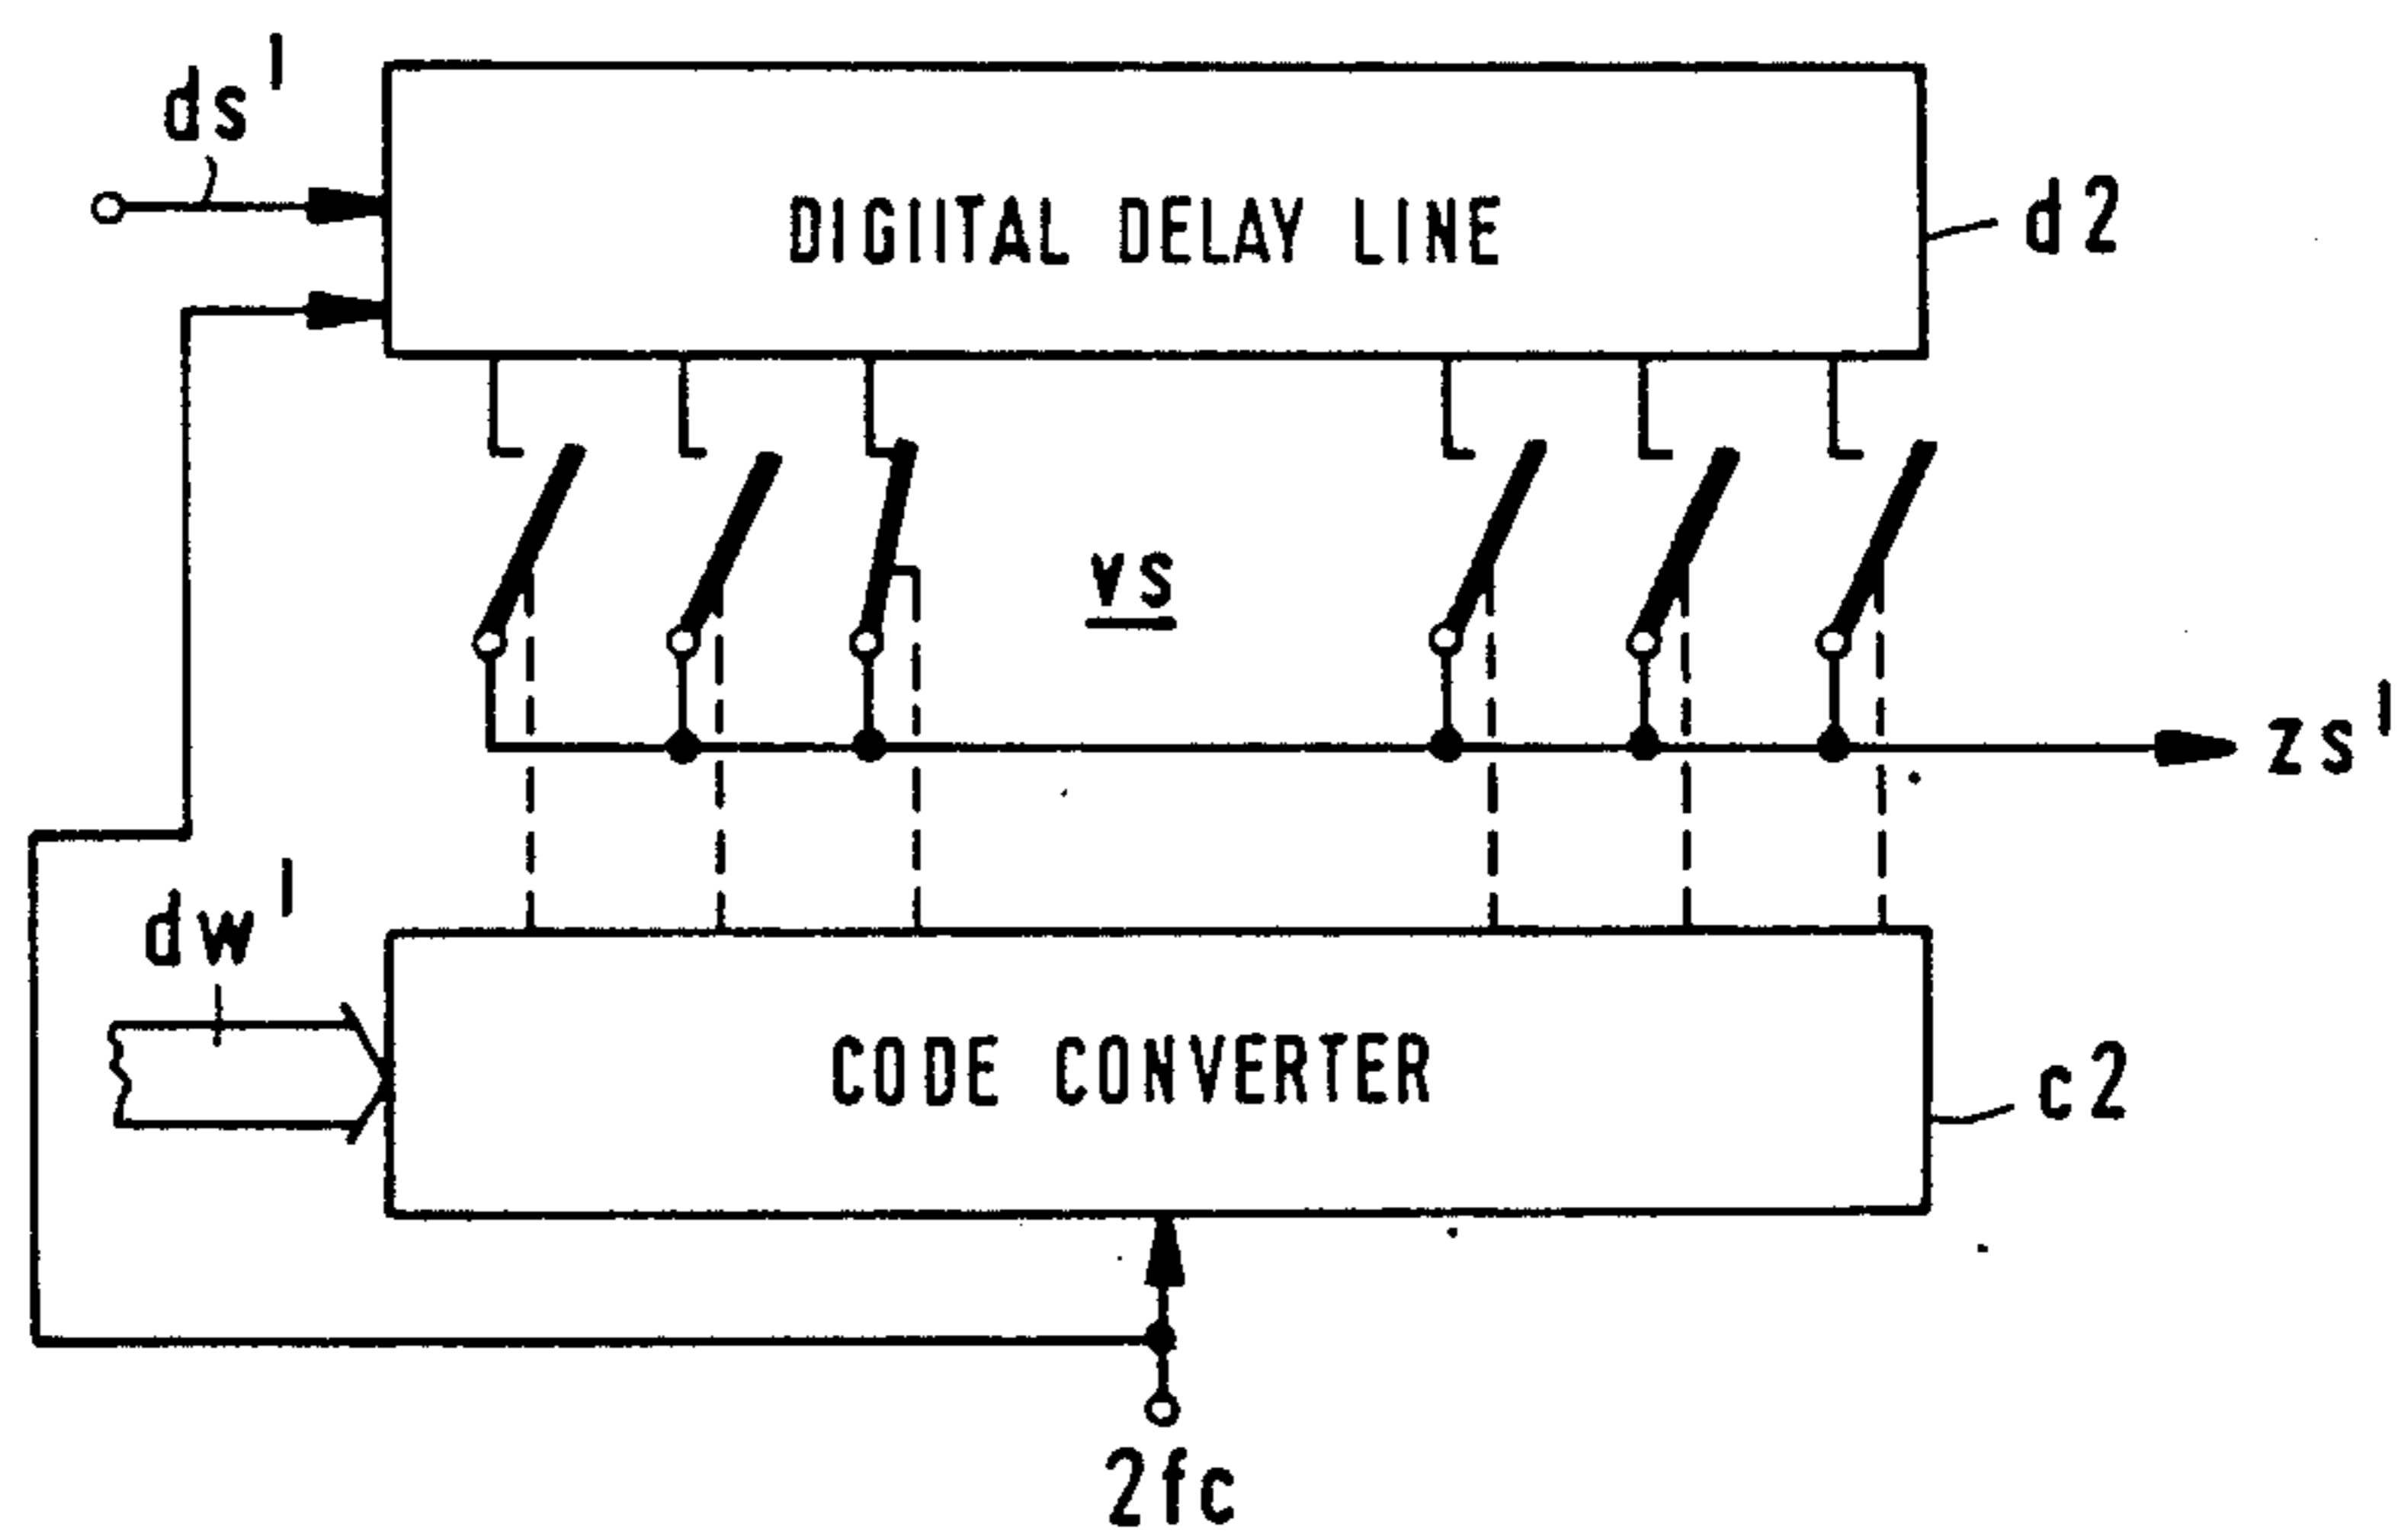 ds'
DIGIITAL DELAY LINE
d2
vs
zs'
dw'
CODE CONVERTER
c2
2fc